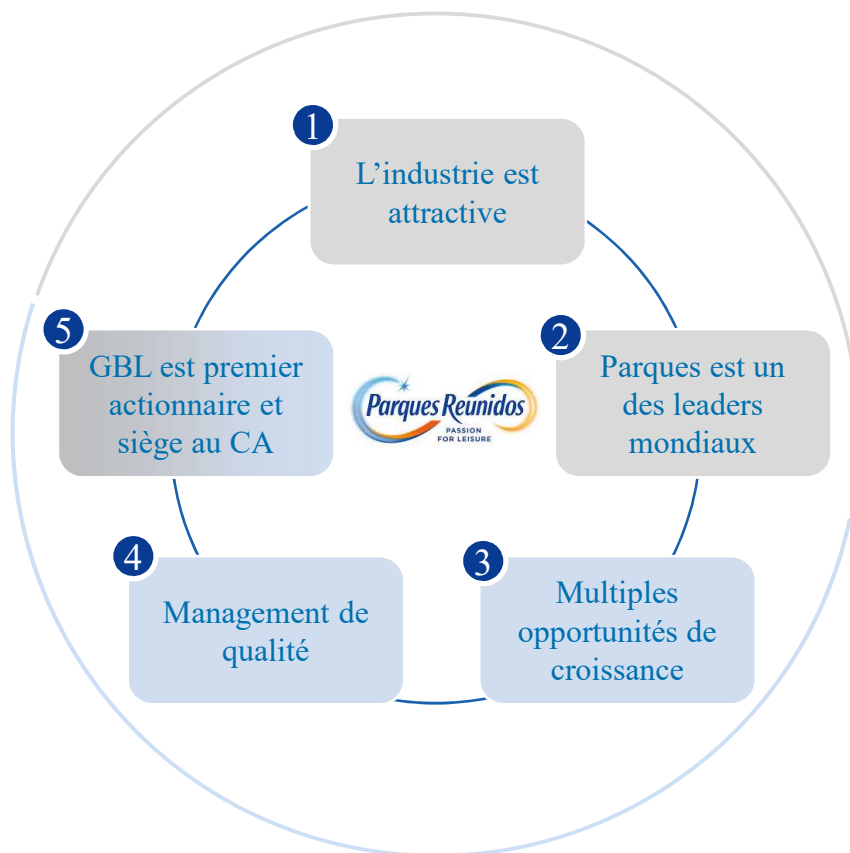 1
L’industrie est
attractive
2
Parques est un
des leaders
mondiaux
3
Multiples
opportunités de
croissance
4
Management de
qualité
5
GBL est premier
actionnaire et
siège au CA
Parques Reunidos
PASSION
FOR LEISURE